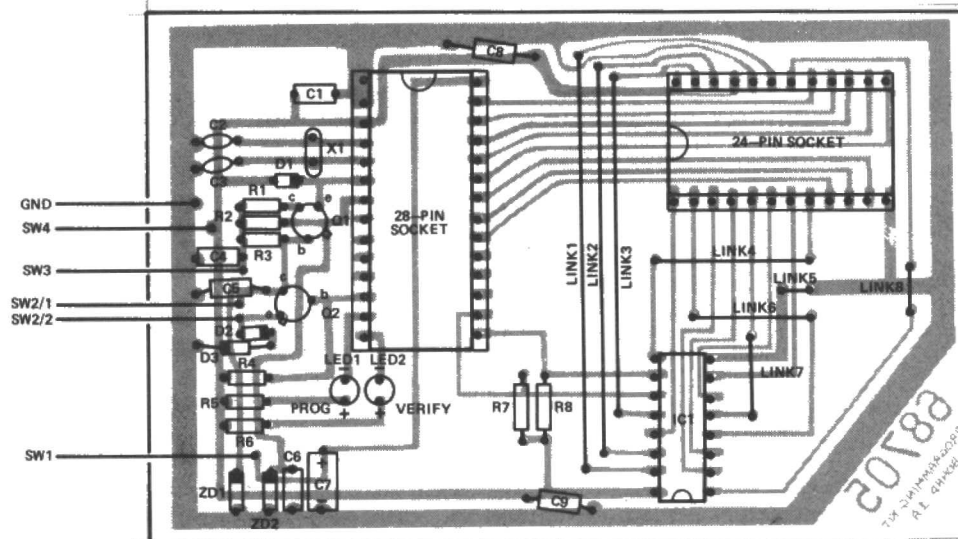 C8
C1
24-PIN SOCKET
C2
X1
C3
D1
R1
c
e
GND
R2
Q1
28-PIN
SOCKET
SW4
R3
b
LINK1
LINK2
LINK3
LINK4
C4
SW3
LINK5
LINK8
C5
c
SW2/1
b
Q2
LINK6
SW2/2
D2
D3
R4
LED1
LED2
LINK7
R5
PROG
VERIFY
R7
R8
IC1
R6
SW1
C6
C7
ZD1
ZD2
C9
68705
PROGRAMMING KIT